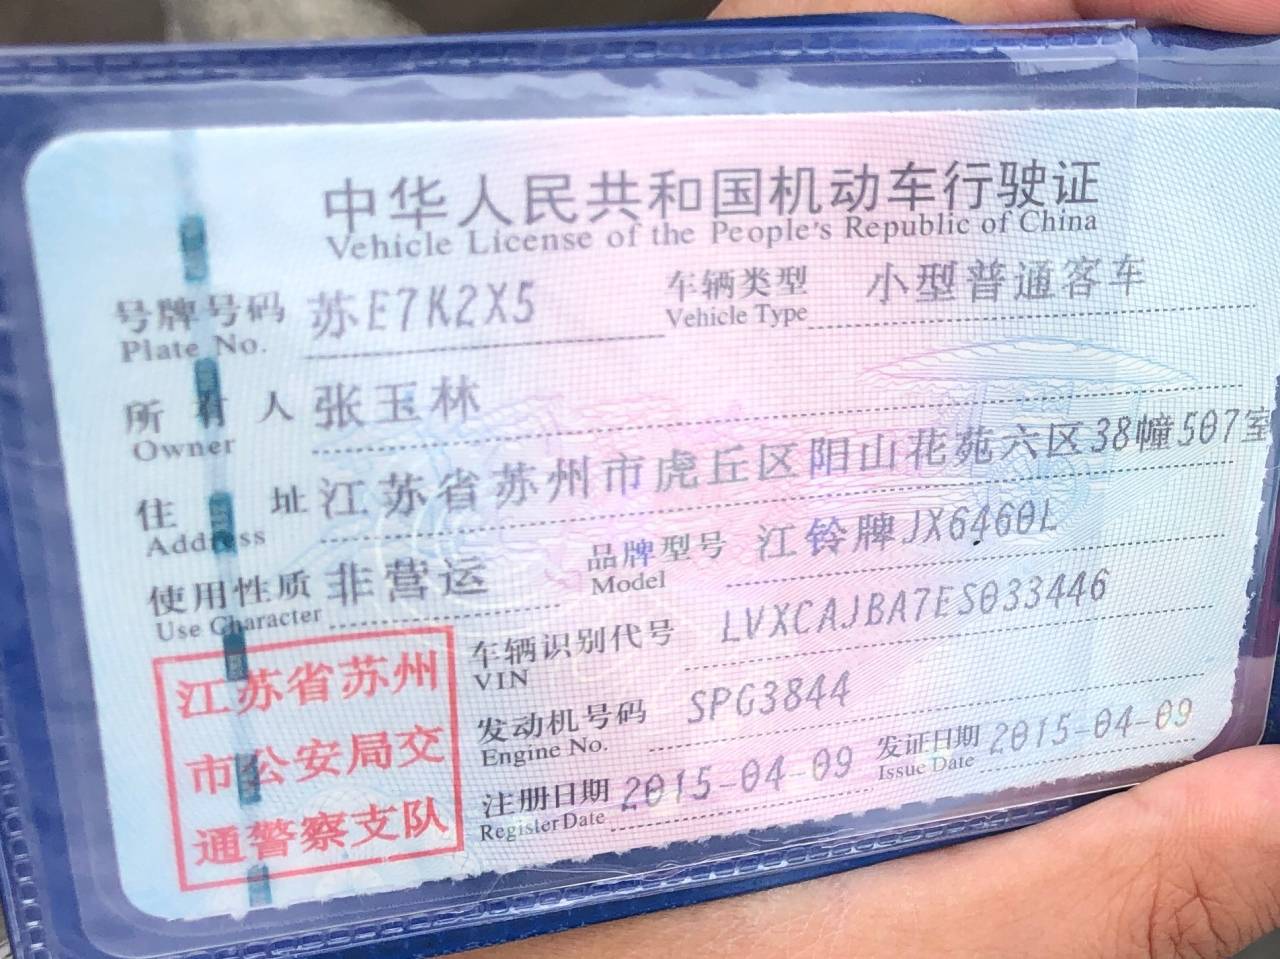 中华人民共和国机动车行驶证
Vehicle License of the People's Republic of China
号牌号码 苏E7K2X5 车辆类型 小型普通客车
Plate No. Vehicle Type
所有人 张玉林
Owner
住址 江苏省苏州市虎丘区阳山花苑六区38幢507室
Address
使用性质 非营运 品牌型号 江铃牌JX6460L
Use Character Model
车辆识别代号 LVXCAJBA7ES033446
VIN
发动机号码 SPG3844
Engine No.
注册日期 2015-04-09 发证日期 2015-04-09
Register Date Issue Date
江苏省苏州
市公安局交
通警察支队